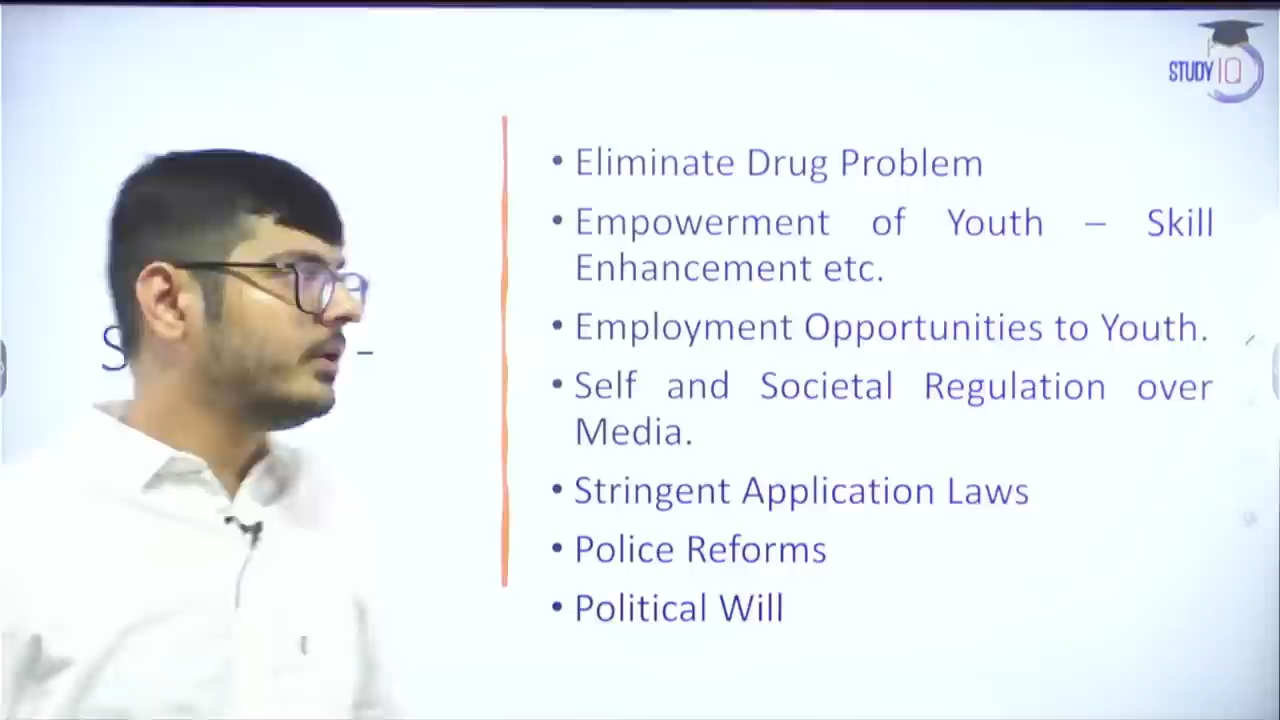 STUDY IQ
• Eliminate Drug Problem
• Empowerment of Youth – Skill
Enhancement etc.
• Employment Opportunities to Youth.
• Self and Societal Regulation over
Media.
• Stringent Application Laws
• Police Reforms
• Political Will